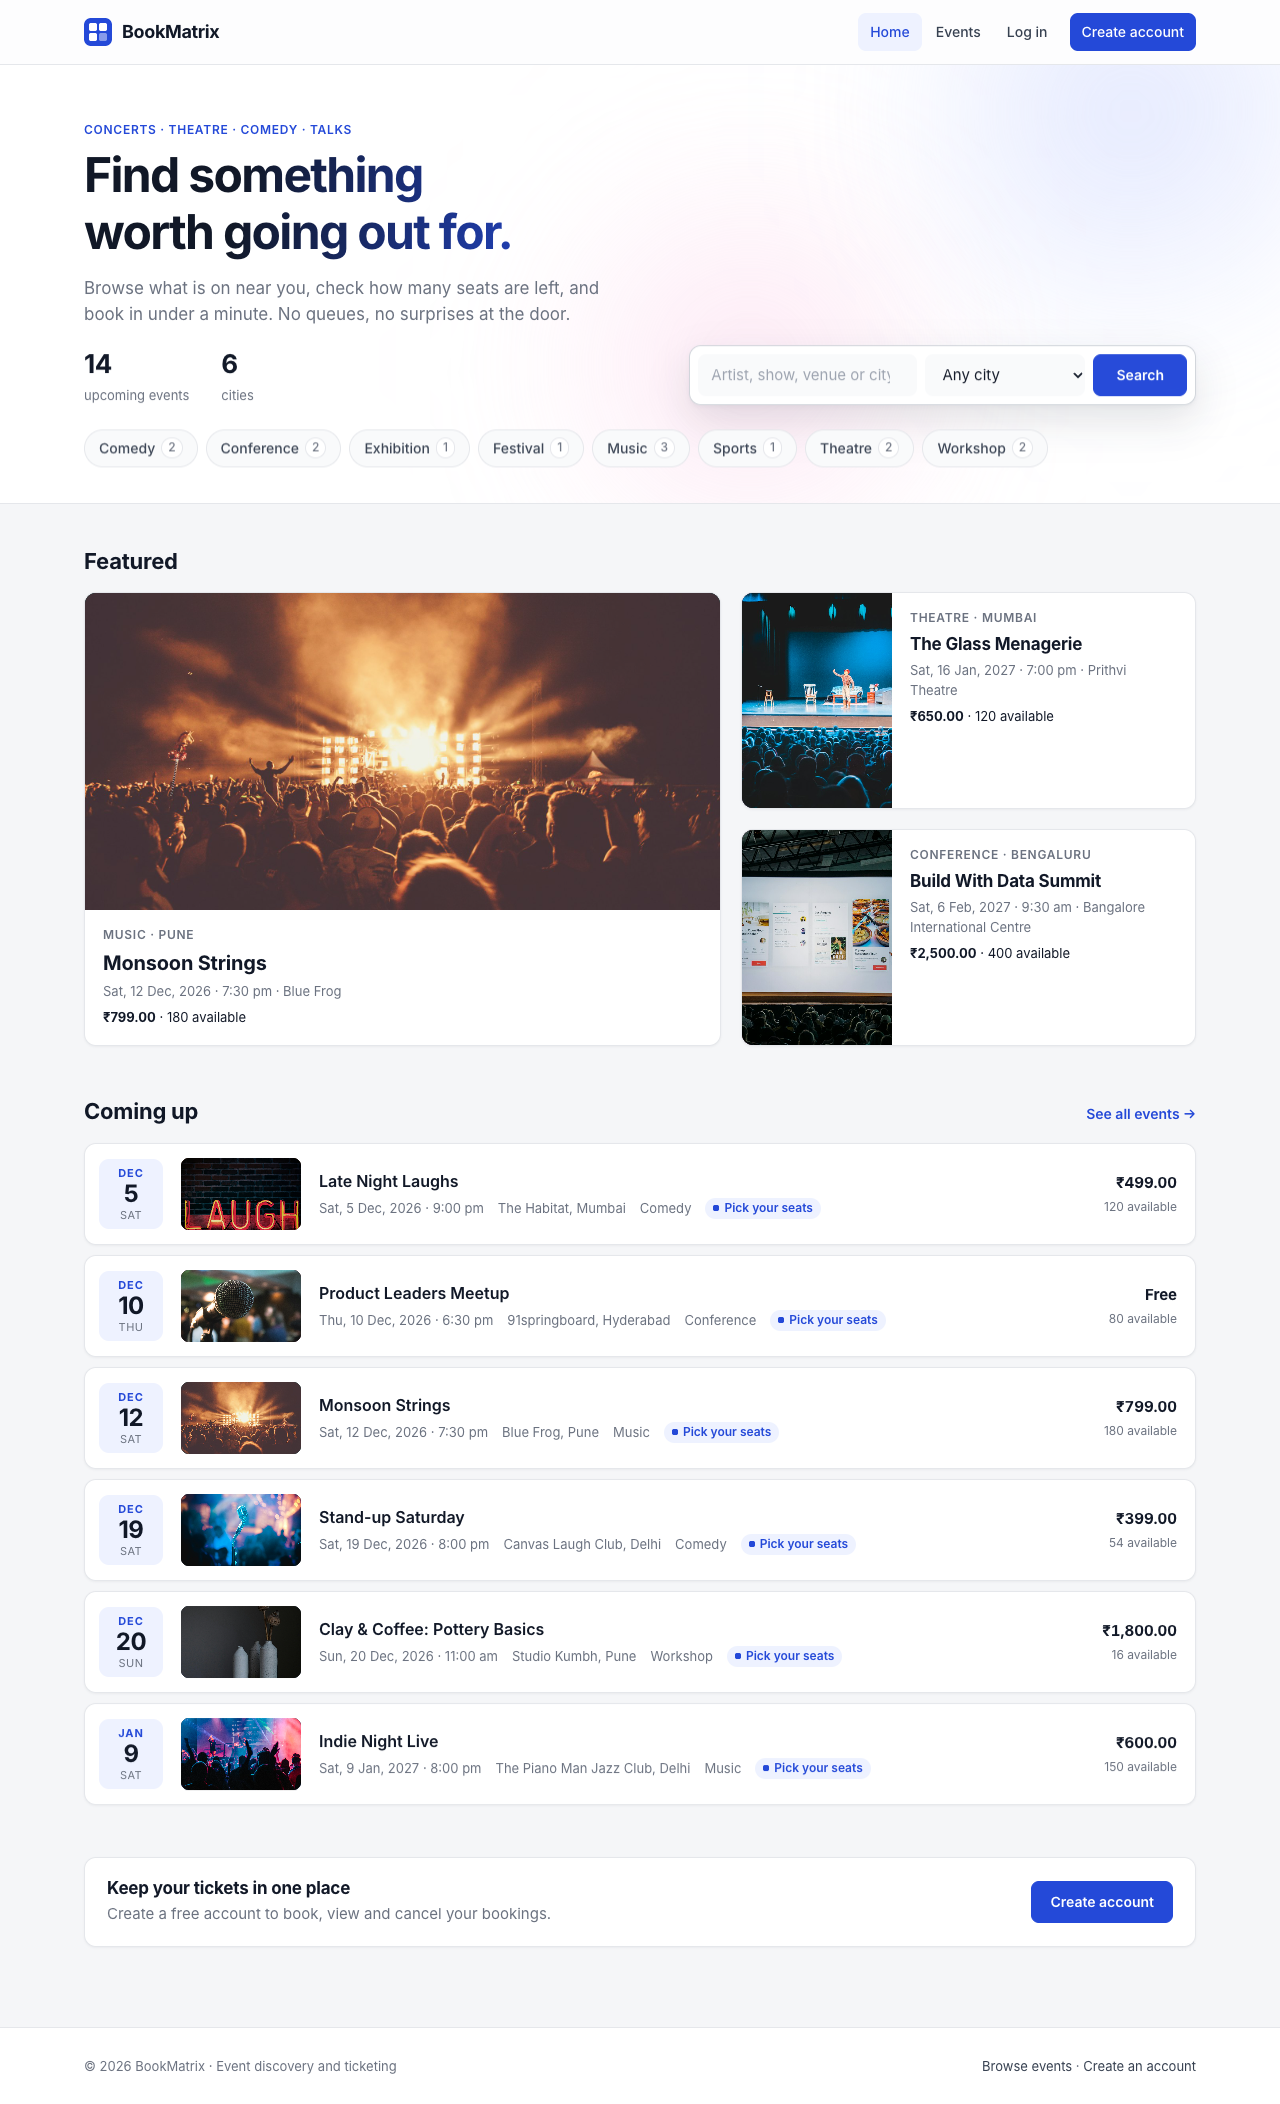 BookMatrix
Home
Events
Log in
Create account
CONCERTS · THEATRE · COMEDY · TALKS
Find something
worth going out for.
Browse what is on near you, check how many seats are left, and
book in under a minute. No queues, no surprises at the door.
14
upcoming events
6
cities
Artist, show, venue or city
Any city
Search
Comedy 2
Conference 2
Exhibition 1
Festival 1
Music 3
Sports 1
Theatre 2
Workshop 2
Featured
MUSIC · PUNE
Monsoon Strings
Sat, 12 Dec, 2026 · 7:30 pm · Blue Frog
₹799.00 · 180 available
THEATRE · MUMBAI
The Glass Menagerie
Sat, 16 Jan, 2027 · 7:00 pm · Prithvi
Theatre
₹650.00 · 120 available
CONFERENCE · BENGALURU
Build With Data Summit
Sat, 6 Feb, 2027 · 9:30 am · Bangalore
International Centre
₹2,500.00 · 400 available
Coming up
See all events →
DEC
5
SAT
LAUGH
Late Night Laughs
Sat, 5 Dec, 2026 · 9:00 pm The Habitat, Mumbai Comedy Pick your seats
₹499.00
120 available
DEC
10
THU
Product Leaders Meetup
Thu, 10 Dec, 2026 · 6:30 pm 91springboard, Hyderabad Conference Pick your seats
Free
80 available
DEC
12
SAT
Monsoon Strings
Sat, 12 Dec, 2026 · 7:30 pm Blue Frog, Pune Music Pick your seats
₹799.00
180 available
DEC
19
SAT
Stand-up Saturday
Sat, 19 Dec, 2026 · 8:00 pm Canvas Laugh Club, Delhi Comedy Pick your seats
₹399.00
54 available
DEC
20
SUN
Clay & Coffee: Pottery Basics
Sun, 20 Dec, 2026 · 11:00 am Studio Kumbh, Pune Workshop Pick your seats
₹1,800.00
16 available
JAN
9
SAT
Indie Night Live
Sat, 9 Jan, 2027 · 8:00 pm The Piano Man Jazz Club, Delhi Music Pick your seats
₹600.00
150 available
Keep your tickets in one place
Create a free account to book, view and cancel your bookings.
Create account
© 2026 BookMatrix · Event discovery and ticketing
Browse events · Create an account